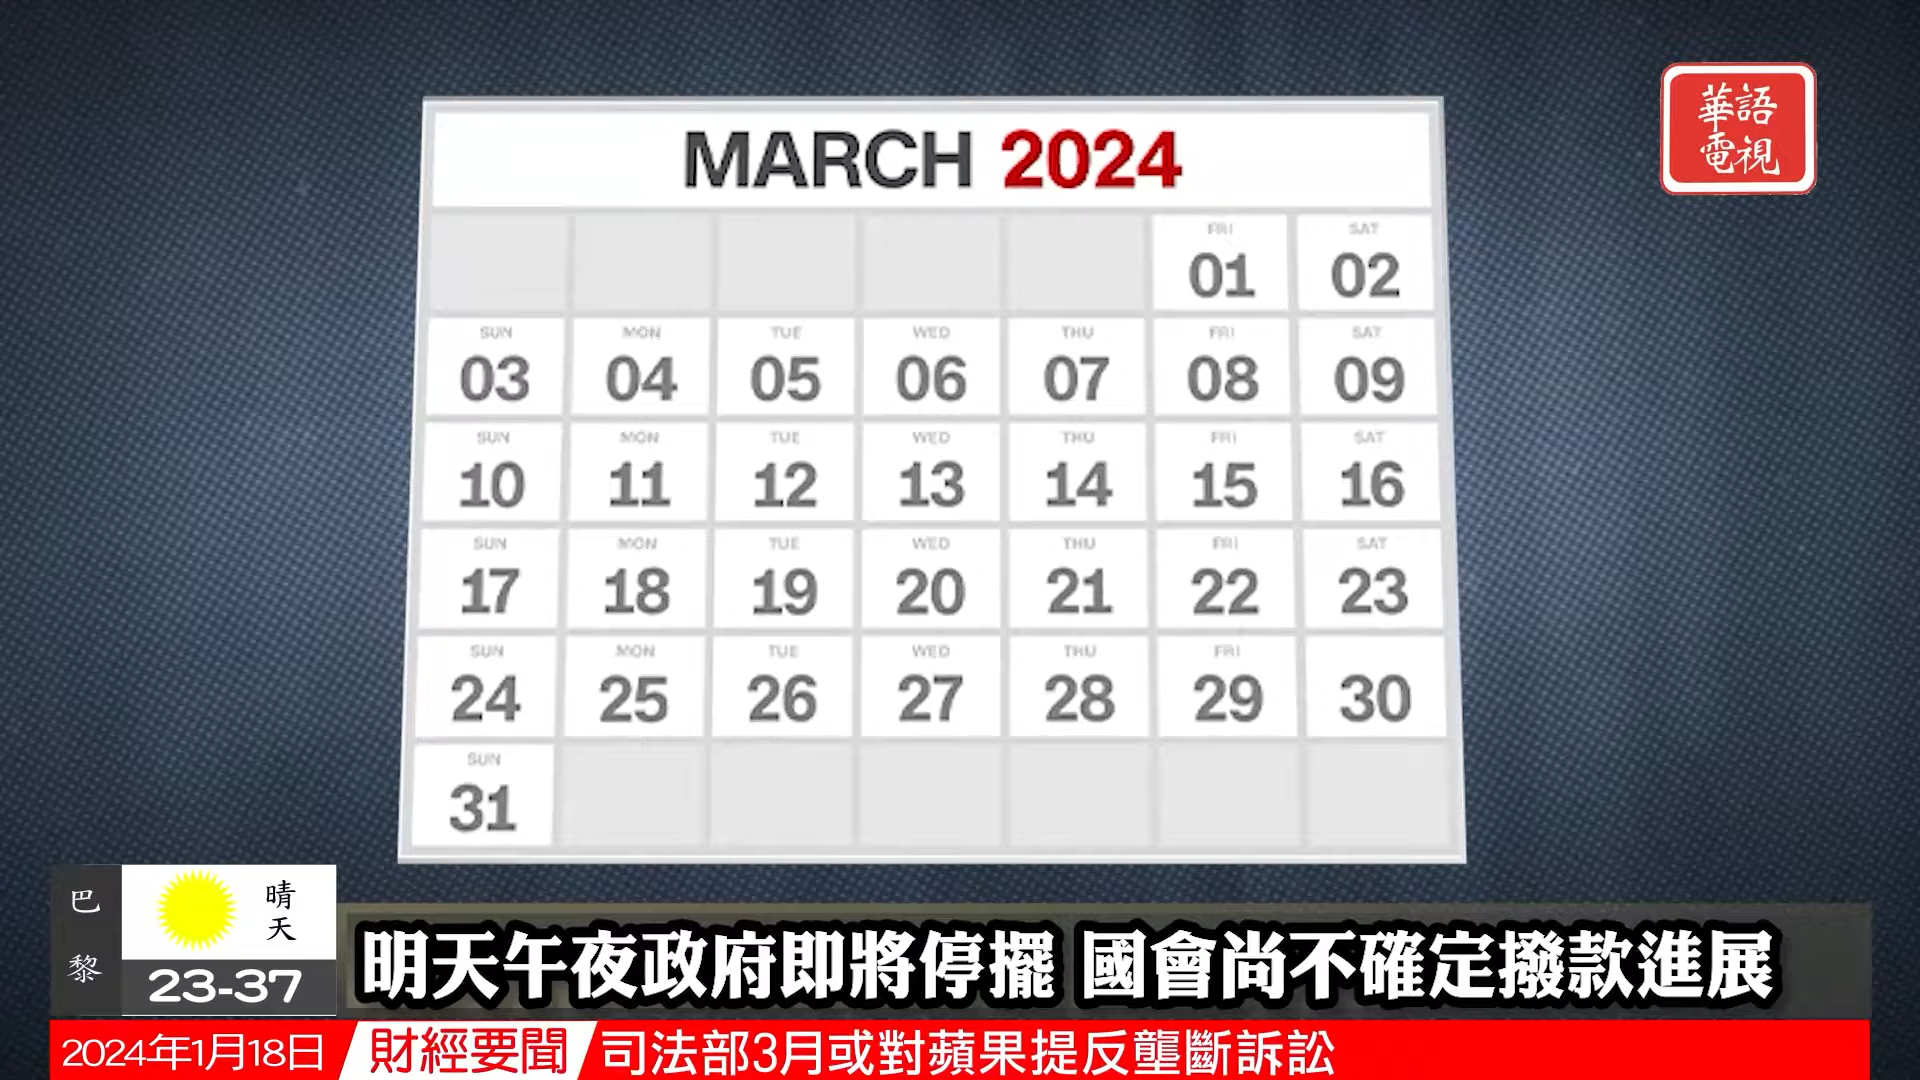 華語
電視
MARCH 2024
FRI SAT
01 02
SUN MON TUE WED THU FRI SAT
03 04 05 06 07 08 09
SUN MON TUE WED THU FRI SAT
10 11 12 13 14 15 16
SUN MON TUE WED THU FRI SAT
17 18 19 20 21 22 23
SUN MON TUE WED THU FRI
24 25 26 27 28 29 30
SUN
31
巴黎
晴天
23-37
明天午夜政府即將停擺 國會尚不確定撥款進展
2024年1月18日 財經要聞 司法部3月或對蘋果提反壟斷訴訟